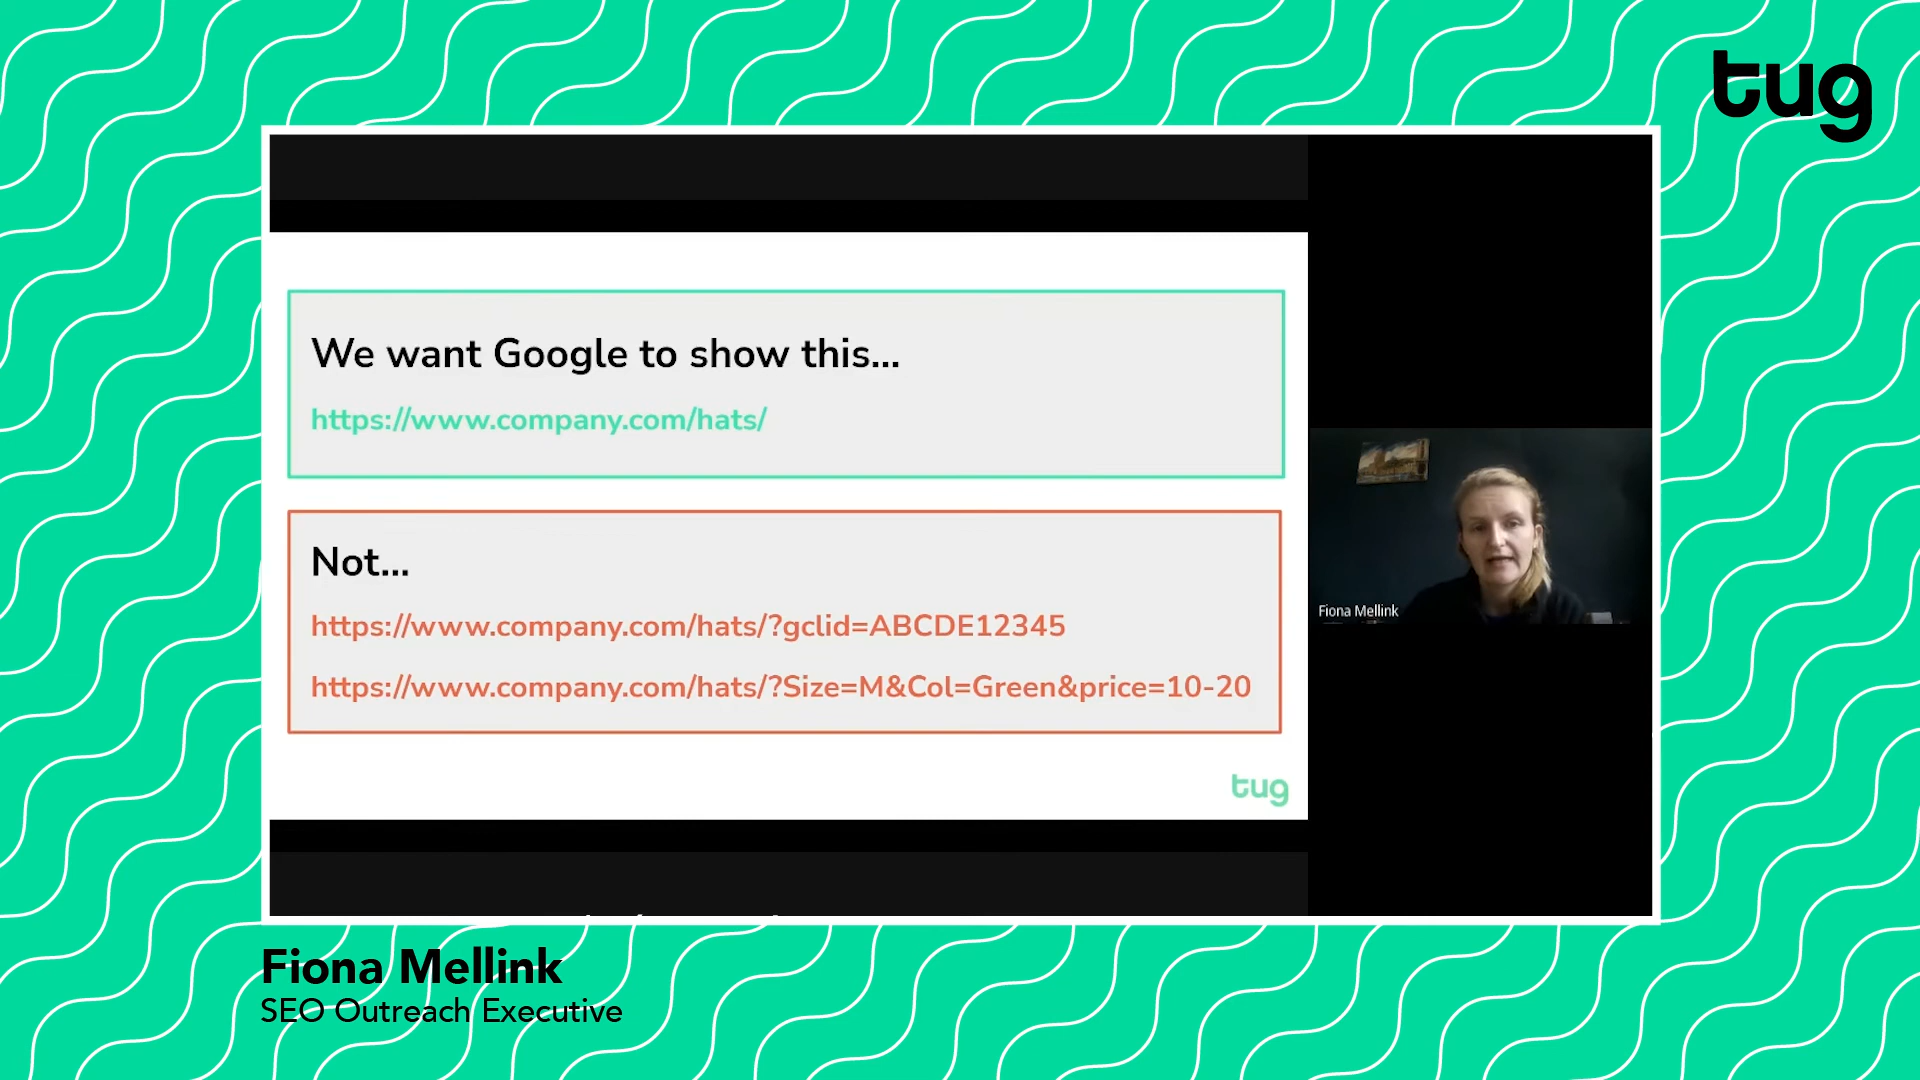 tug
We want Google to show this...
https://www.company.com/hats/
Not...
https://www.company.com/hats/?gclid=ABCDE12345
https://www.company.com/hats/?Size=M&Col=Green&price=10-20
tug
Fiona Mellink
Fiona Mellink
SEO Outreach Executive